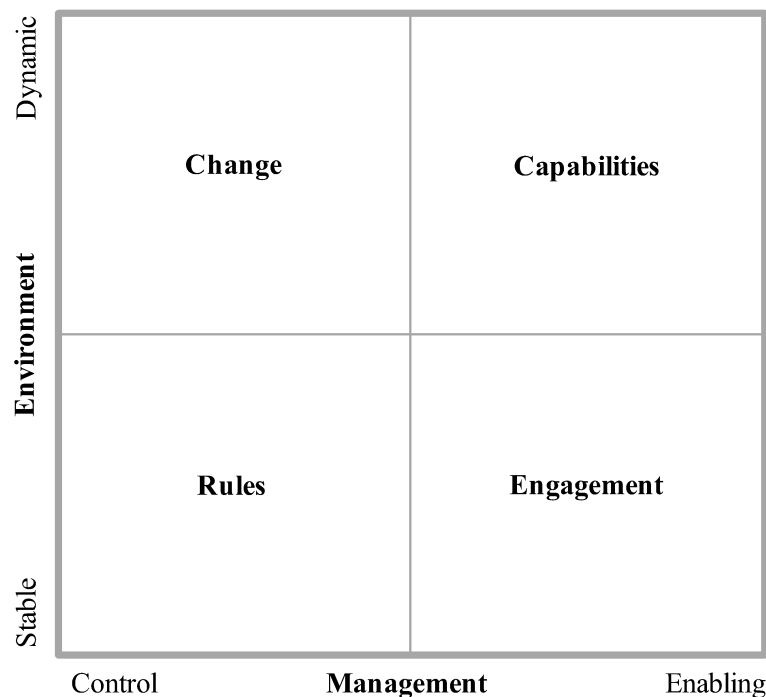 Dynamic
Change
Capabilities
Environment
Rules
Engagement
Stable
Control
Management
Enabling